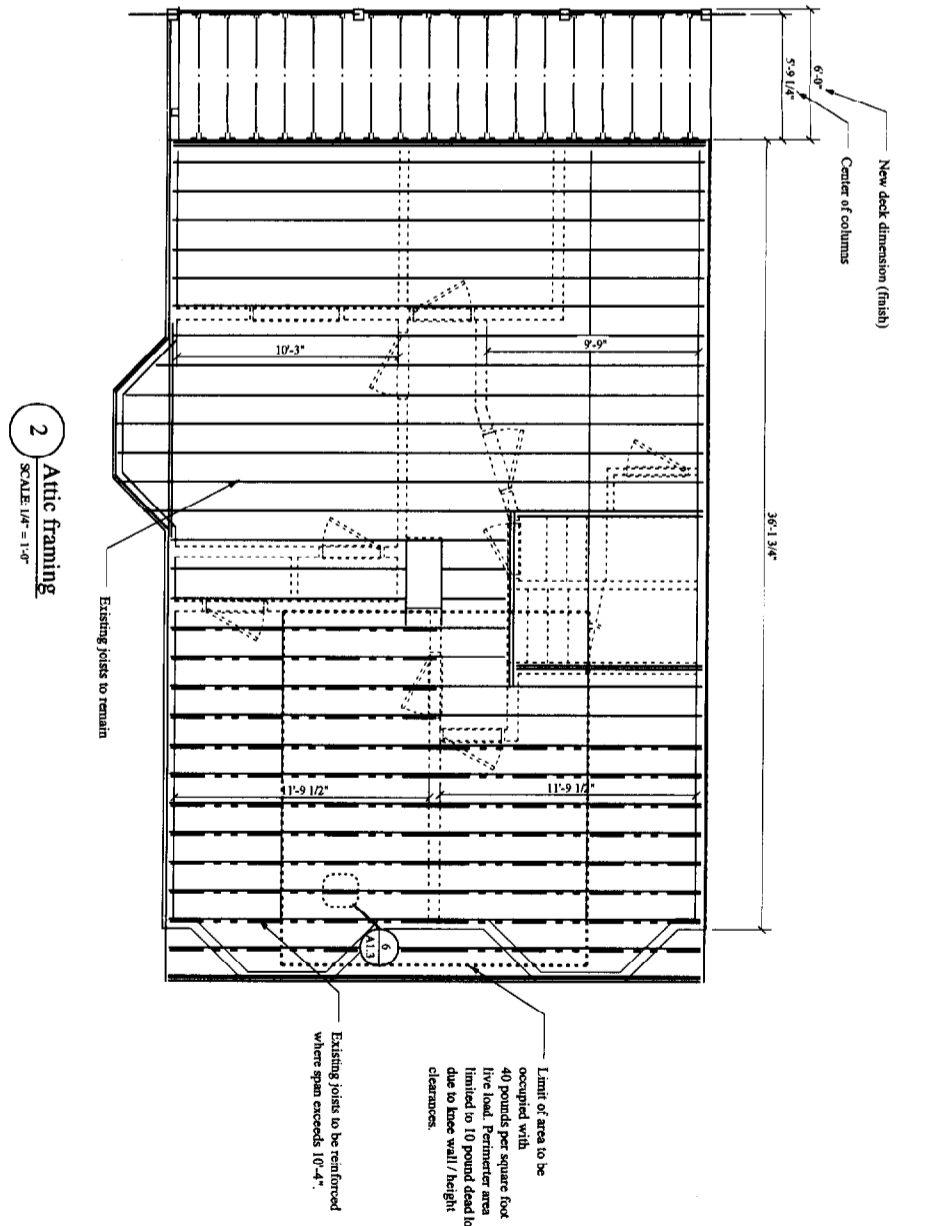 6'-0"
5'-9 1/4"
New deck dimension (finish)
Center of columns
10'-3"
9'-9"
36'-1 3/4"
2
Attic framing
SCALE: 1/4" = 1'-0"
Existing joists to remain
11'-9 1/2"
11'-9 1/2"
6
A1.3
Existing joists to be reinforced
where span exceeds 10'-4".
Limit of area to be
occupied with
40 pounds per square foot
live load. Perimerter area
limited to 10 pound dead lo
due to knee wall / height
clearances.